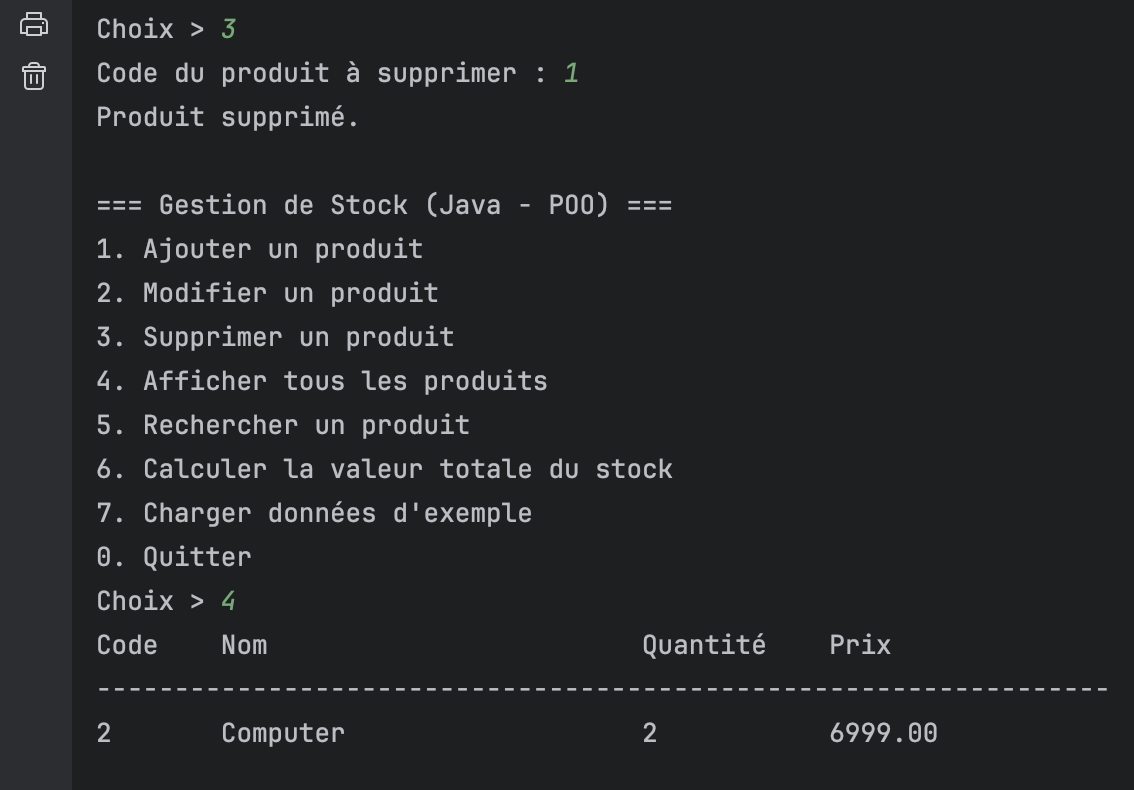 Choix > 3
Code du produit à supprimer : 1
Produit supprimé.

=== Gestion de Stock (Java - POO) ===
1. Ajouter un produit
2. Modifier un produit
3. Supprimer un produit
4. Afficher tous les produits
5. Rechercher un produit
6. Calculer la valeur totale du stock
7. Charger données d'exemple
0. Quitter
Choix > 4
Code    Nom                        Quantité    Prix
-----------------------------------------------------------------
2       Computer                   2           6999.00